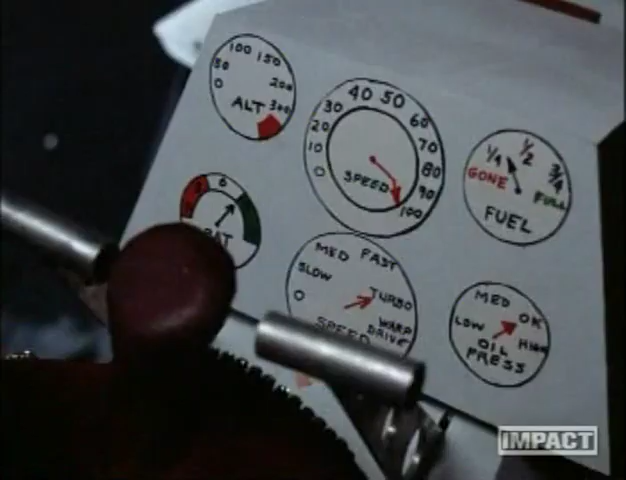 50 100 150 200 300
0
ALT
0 10 20 30 40 50 60 70 80 90 100
SPEED
1/4 1/2 3/4
GONE FULL
FUEL
6
MED FAST
SLOW TURBO
0 WARP
DRIVE
SPEED
MED OK
LOW HIGH
OIL
PRESS
IMPACT